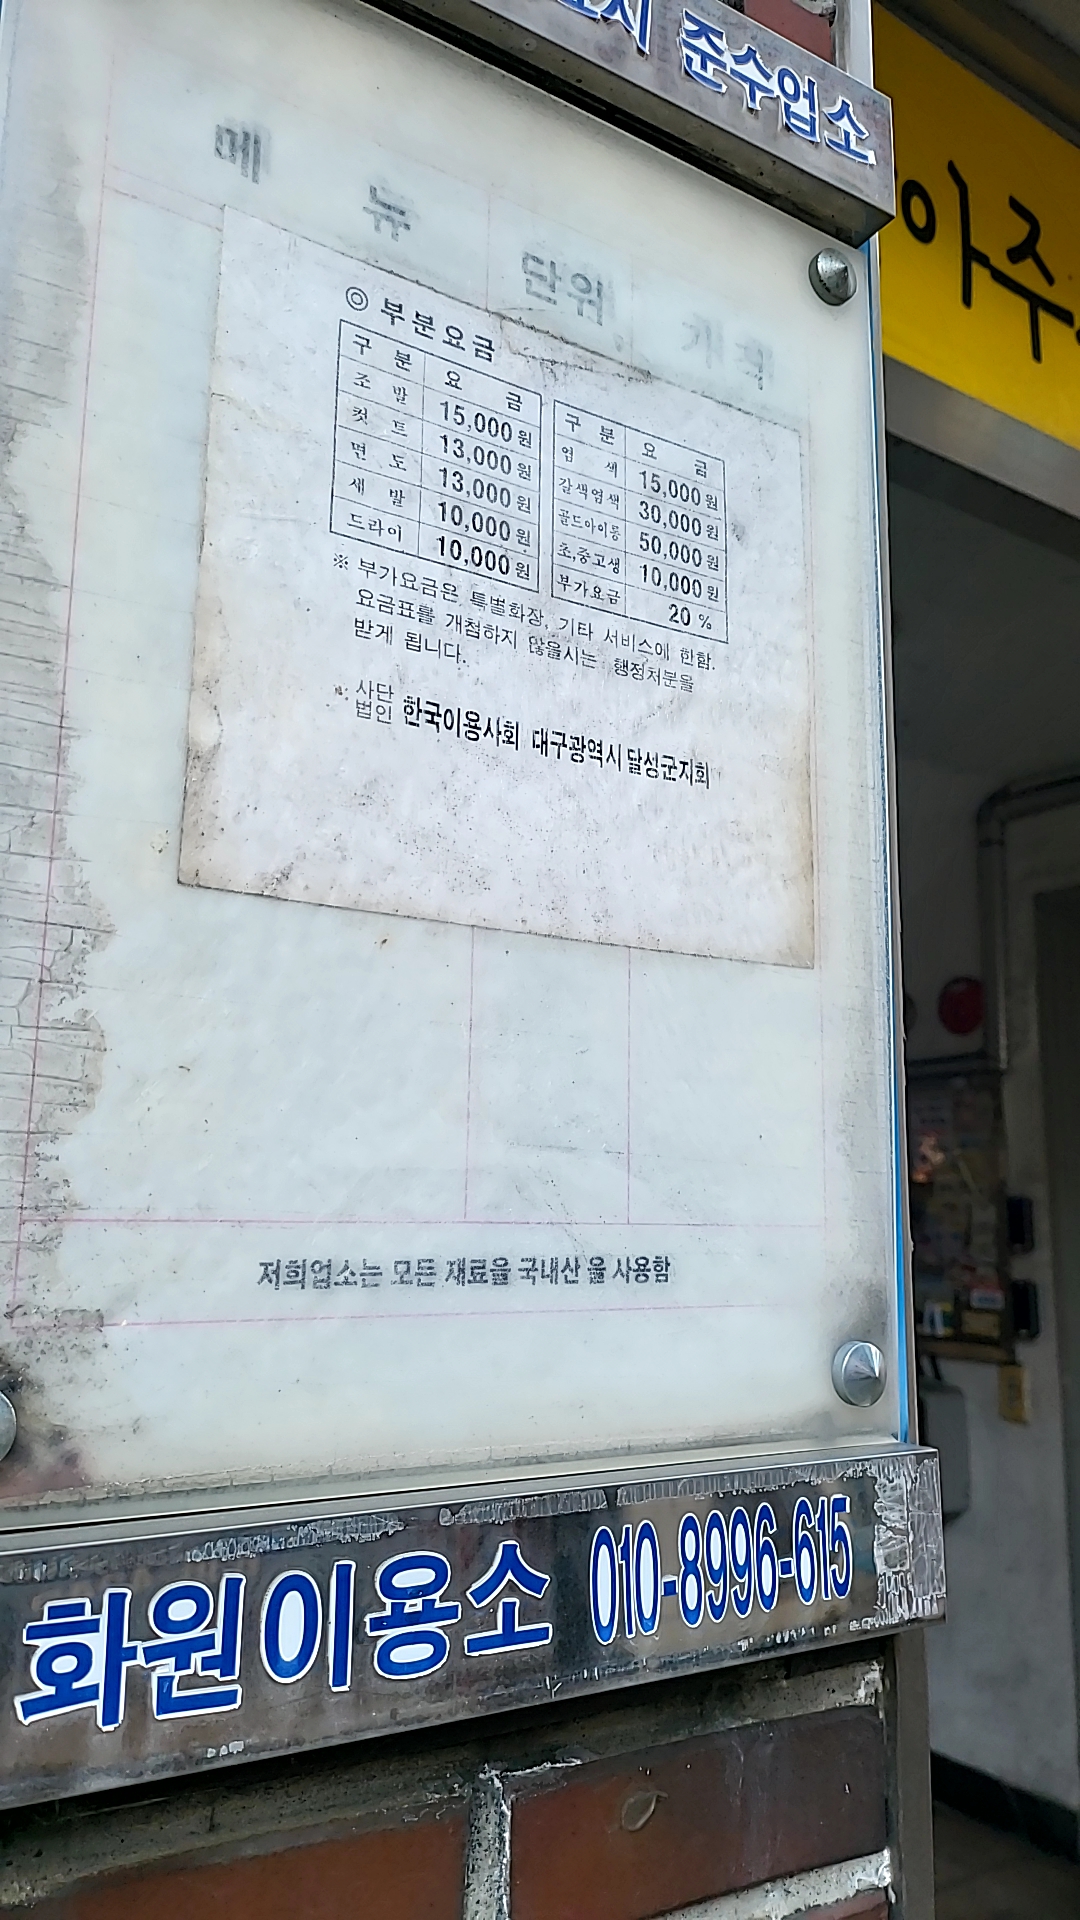 준수업소
아주
메 뉴 단위 가격
◎ 부분요금
구 분 요 금
조 발 15,000원
컷 트 13,000원
면 도 13,000원
세 발 10,000원
드라이 10,000원
구 분 요 금
염 색 15,000원
갈색염색 30,000원
골드아이롱 50,000원
초,중고생 10,000원
부가요금 20 %
※ 부가요금은 특별화장, 기타 서비스에 한함.
요금표를 개첨하지 않을시는 행정처분을
받게 됩니다.
사단
법인 한국이용사회 대구광역시 달성군지회
저희업소는 모든 재료을 국내산 을 사용함
화원이용소 010-8996-615